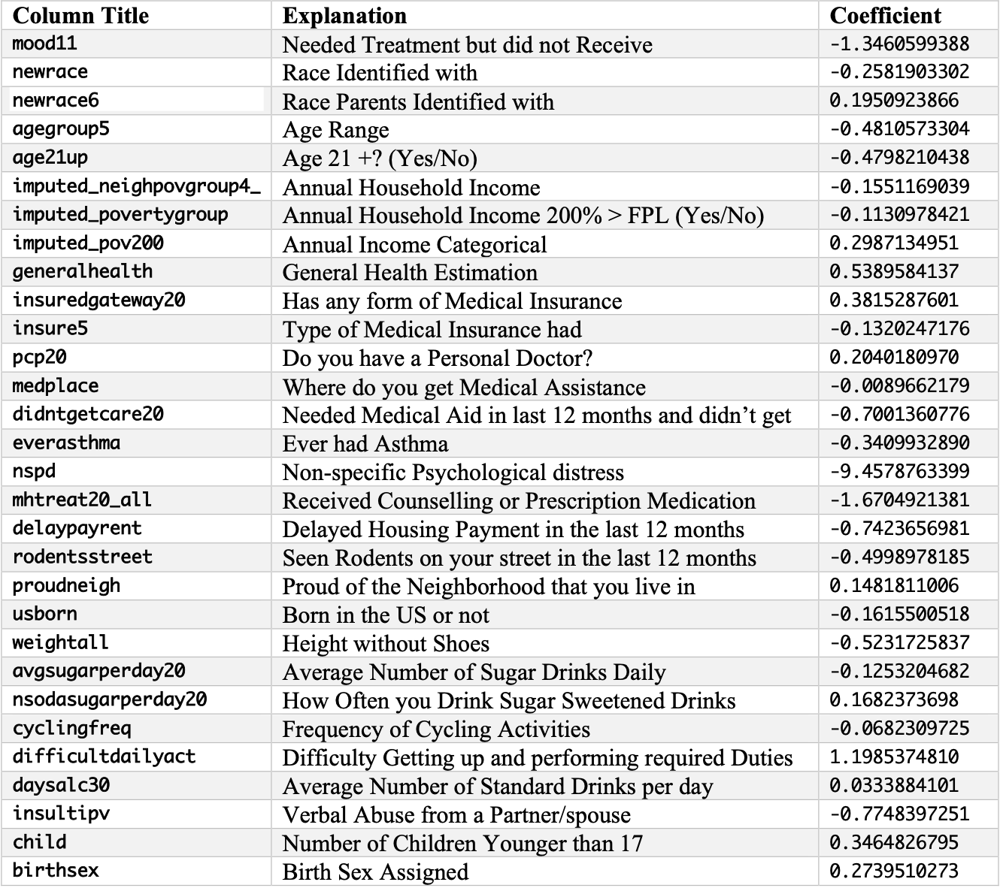 Column Title Explanation Coefficient
mood11 Needed Treatment but did not Receive -1.3460599388
newrace Race Identified with -0.2581903302
newrace6 Race Parents Identified with 0.1950923866
agegroup5 Age Range -0.4810573304
age21up Age 21 +? (Yes/No) -0.4798210438
imputed_neighpovgroup4_ Annual Household Income -0.1551169039
imputed_povertygroup Annual Household Income 200% > FPL (Yes/No) -0.1130978421
imputed_pov200 Annual Income Categorical 0.2987134951
generalhealth General Health Estimation 0.5389584137
insuredgateway20 Has any form of Medical Insurance 0.3815287601
insure5 Type of Medical Insurance had -0.1320247176
pcp20 Do you have a Personal Doctor? 0.2040180970
medplace Where do you get Medical Assistance -0.0089662179
didntgetcare20 Needed Medical Aid in last 12 months and didn’t get -0.7001360776
everasthma Ever had Asthma -0.3409932890
nspd Non-specific Psychological distress -9.4578763399
mhtreat20_all Received Counselling or Prescription Medication -1.6704921381
delaypayrent Delayed Housing Payment in the last 12 months -0.7423656981
rodentsstreet Seen Rodents on your street in the last 12 months -0.4998978185
proudneigh Proud of the Neighborhood that you live in 0.1481811006
usborn Born in the US or not -0.1615500518
weightall Height without Shoes -0.5231725837
avgsugarperday20 Average Number of Sugar Drinks Daily -0.1253204682
nsodasugarperday20 How Often you Drink Sugar Sweetened Drinks 0.1682373698
cyclingfreq Frequency of Cycling Activities -0.0682309725
difficultdailyact Difficulty Getting up and performing required Duties 1.1985374810
daysalc30 Average Number of Standard Drinks per day 0.0333884101
insultipv Verbal Abuse from a Partner/spouse -0.7748397251
child Number of Children Younger than 17 0.3464826795
birthsex Birth Sex Assigned 0.2739510273